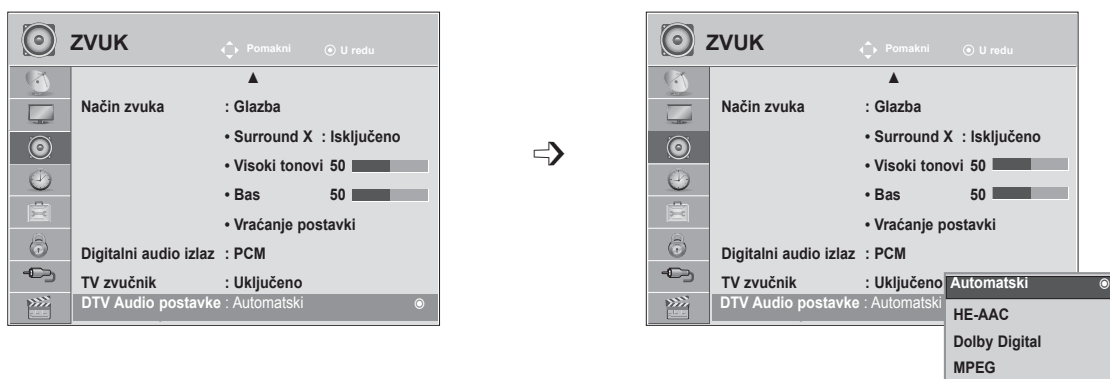 ZVUK
Pomakni
U redu
Način zvuka : Glazba
• Surround X : Isključeno
• Visoki tonovi 50
• Bas 50
• Vraćanje postavki
Digitalni audio izlaz : PCM
TV zvučnik : Uključeno
DTV Audio postavke : Automatski
ZVUK
Pomakni
U redu
Način zvuka : Glazba
• Surround X : Isključeno
• Visoki tonovi 50
• Bas 50
• Vraćanje postavki
Digitalni audio izlaz : PCM
TV zvučnik : Uključeno
DTV Audio postavke : Automatski
Automatski
HE-AAC
Dolby Digital
MPEG